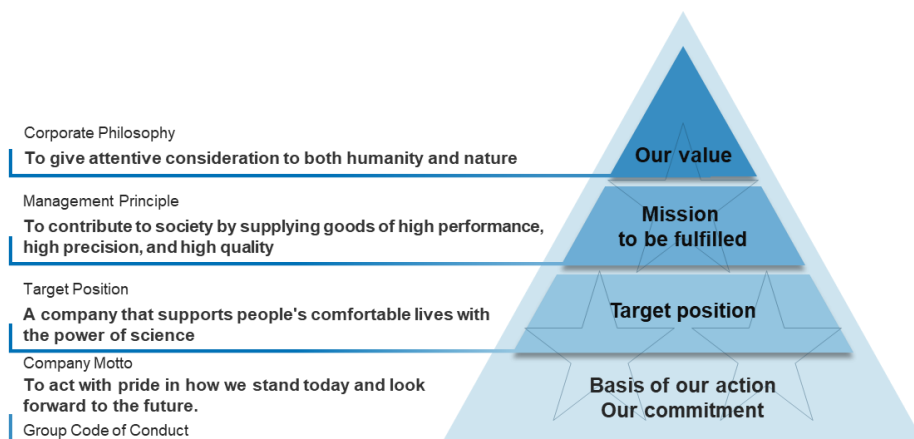 Corporate Philosophy
To give attentive consideration to both humanity and nature
Our value
Management Principle
To contribute to society by supplying goods of high performance,
high precision, and high quality
Mission
to be fulfilled
Target Position
A company that supports people's comfortable lives with
the power of science
Target position
Company Motto
To act with pride in how we stand today and look
forward to the future.
Basis of our action
Our commitment
Group Code of Conduct